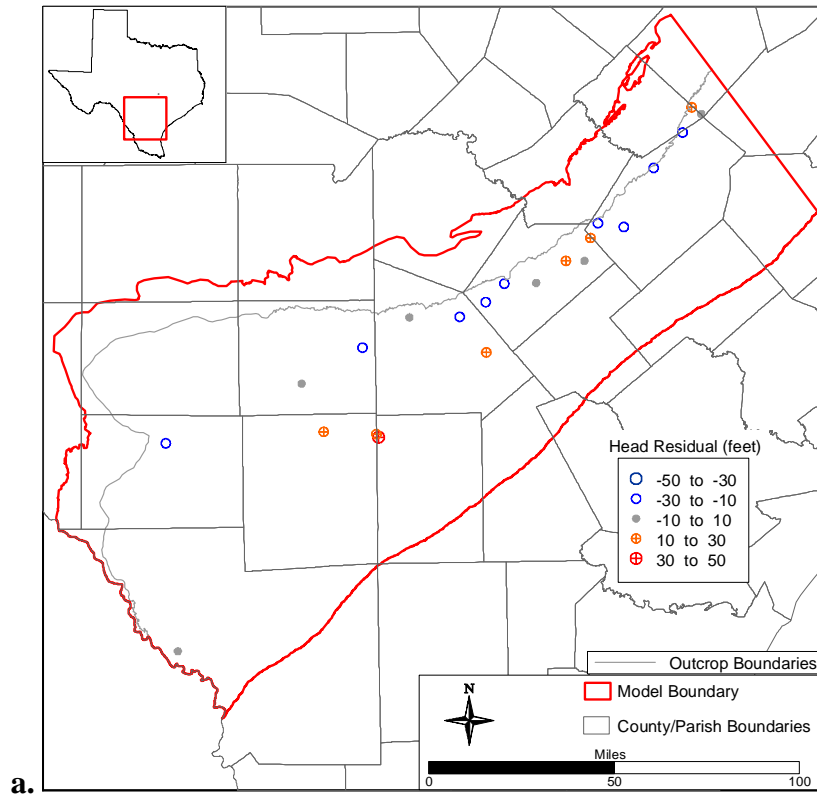 Head Residual (feet)
-50 to -30
-30 to -10
-10 to 10
10 to 30
30 to 50
Outcrop Boundaries
Model Boundary
County/Parish Boundaries
N
Miles
0 50 100
a.